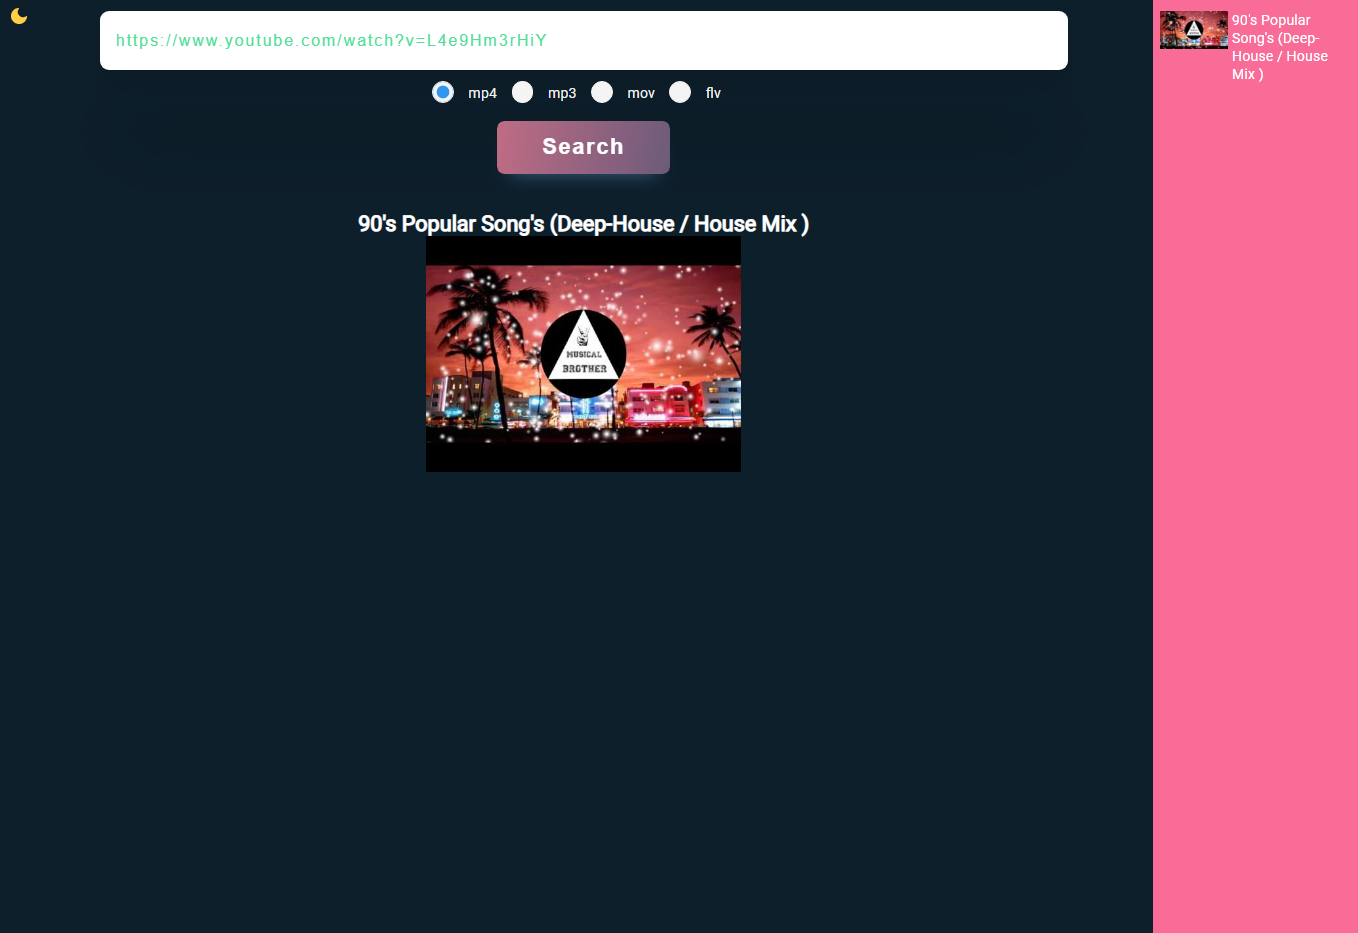 https://www.youtube.com/watch?v=L4e9Hm3rHiY
mp4 mp3 mov flv
Search
90's Popular Song's (Deep-House / House Mix )
MUSICAL
BROTHER
90's Popular
Song's (Deep-
House / House
Mix )